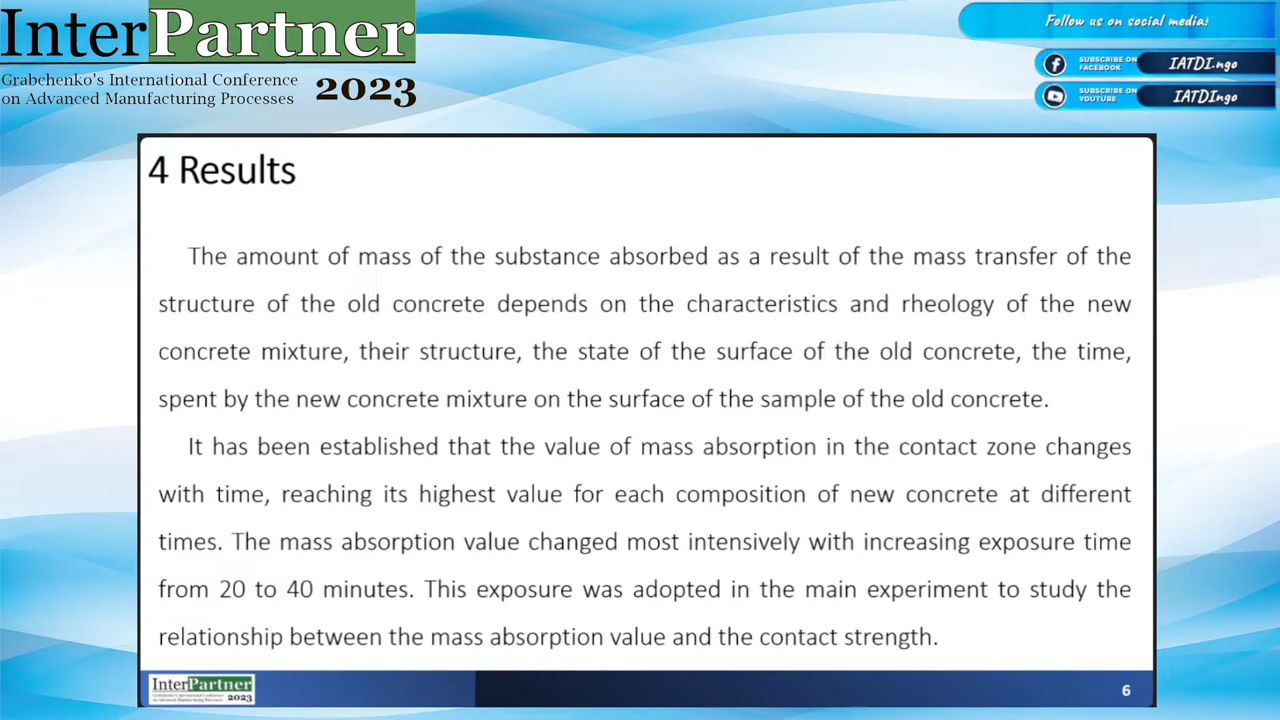 InterPartner
Grabchenko's International Conference
on Advanced Manufacturing Processes
2023
Follow us on social media!
SUBSCRIBE ON
FACEBOOK
IATDI.ngo
SUBSCRIBE ON
YOUTUBE
IATDIngo
4 Results
The amount of mass of the substance absorbed as a result of the mass transfer of the
structure of the old concrete depends on the characteristics and rheology of the new
concrete mixture, their structure, the state of the surface of the old concrete, the time,
spent by the new concrete mixture on the surface of the sample of the old concrete.
It has been established that the value of mass absorption in the contact zone changes
with time, reaching its highest value for each composition of new concrete at different
times. The mass absorption value changed most intensively with increasing exposure time
from 20 to 40 minutes. This exposure was adopted in the main experiment to study the
relationship between the mass absorption value and the contact strength.
InterPartner
Grabchenko's International Conference
on Advanced Manufacturing Processes
2023
6